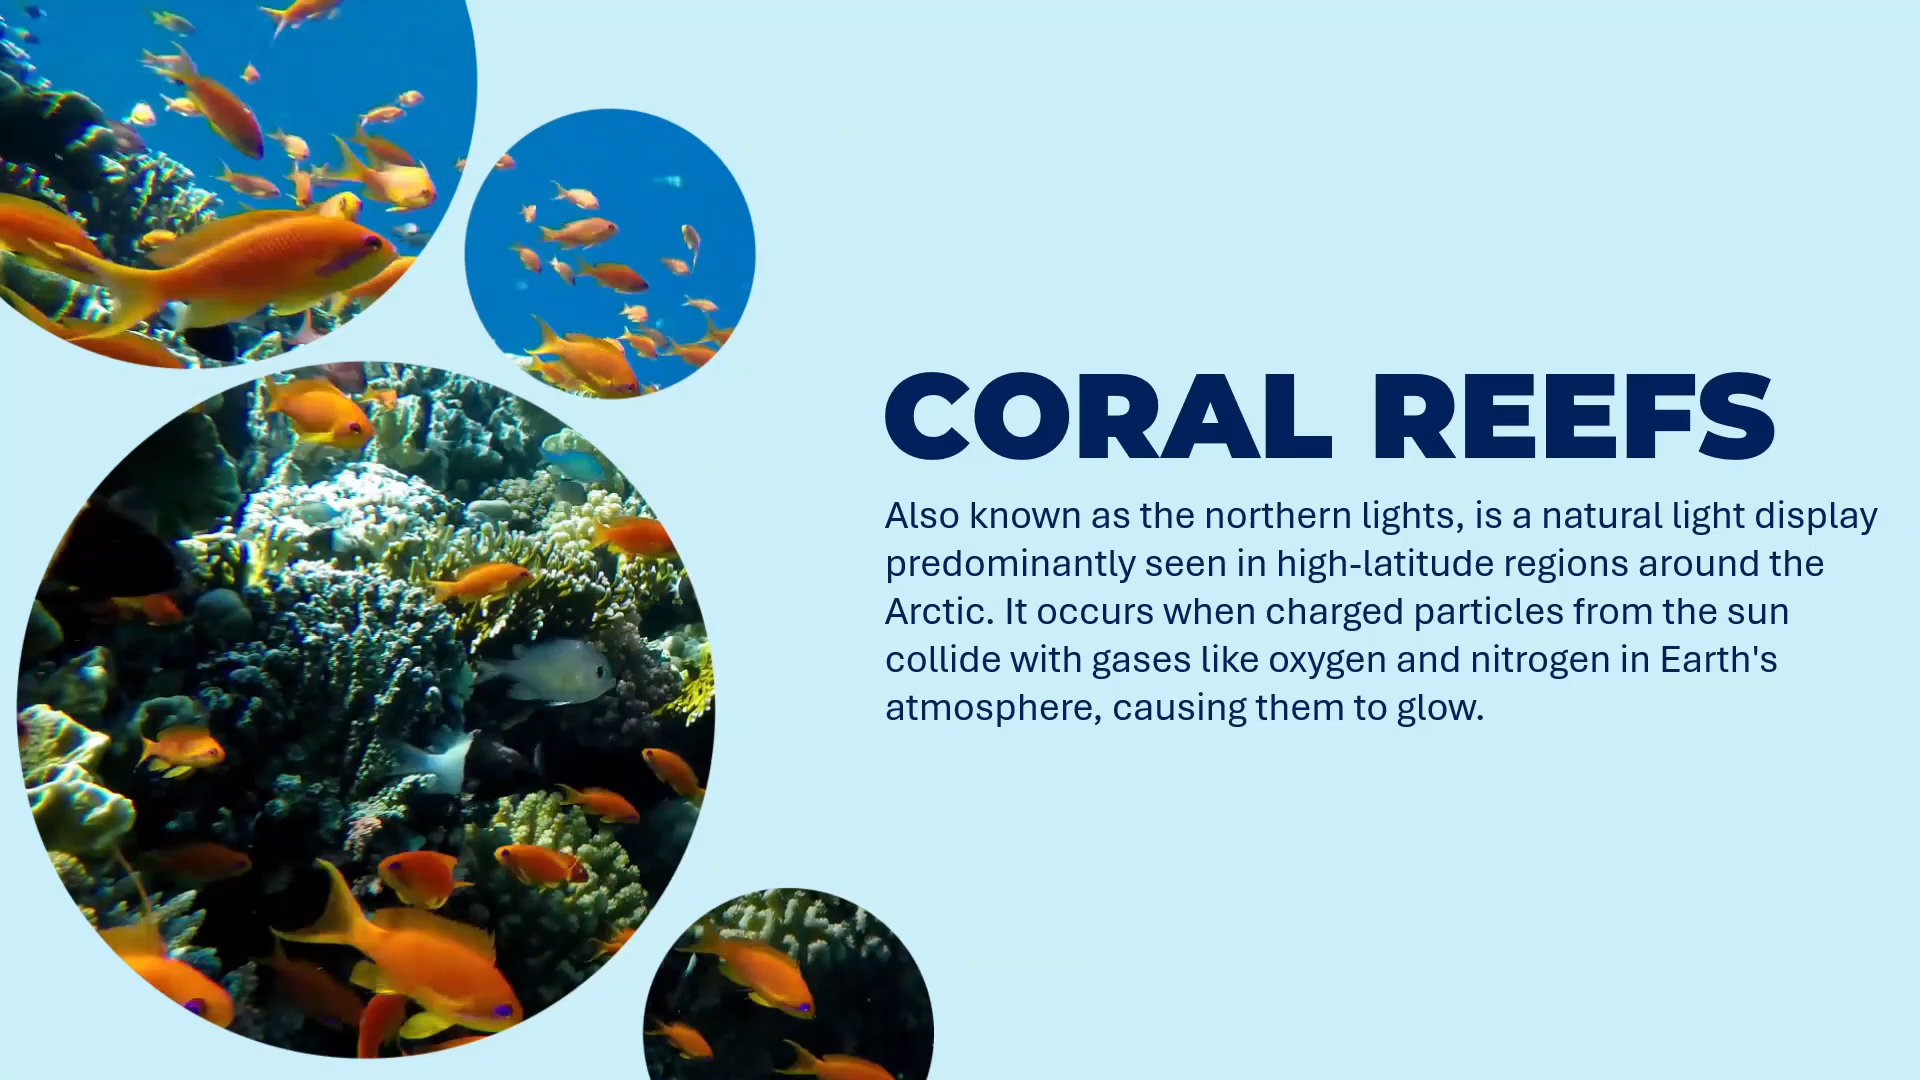 CORAL REEFS
Also known as the northern lights, is a natural light display
predominantly seen in high-latitude regions around the
Arctic. It occurs when charged particles from the sun
collide with gases like oxygen and nitrogen in Earth's
atmosphere, causing them to glow.